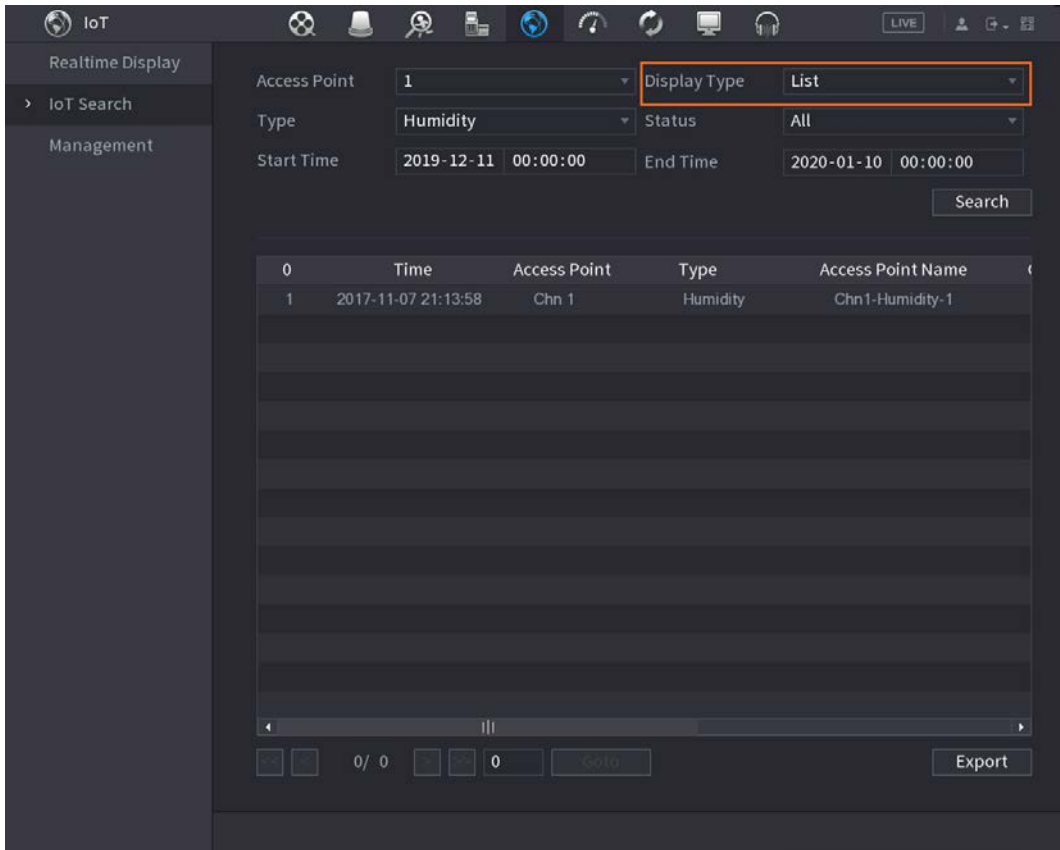 IoT LIVE
Realtime Display
IoT Search
Management
Access Point 1 Display Type List
Type Humidity Status All
Start Time 2019-12-11 00:00:00 End Time 2020-01-10 00:00:00
Search
0 Time Access Point Type Access Point Name
1 2017-11-07 21:13:58 Chn 1 Humidity Chn1-Humidity-1
<< < 0/ 0 > >> 0 Goto Export